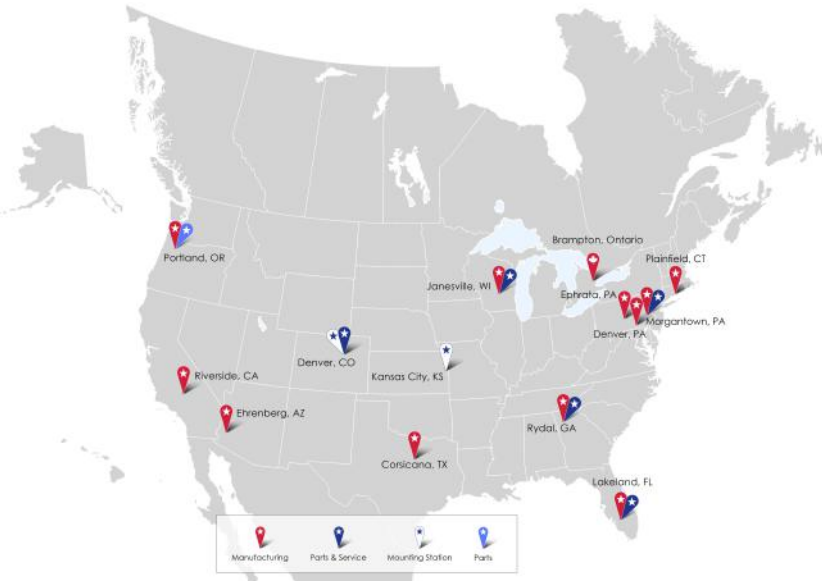 Brampton, Ontario
Portland, OR
Plainfield, CT
Janesville, WI
Ephrata, PA
Morgantown, PA
Denver, PA
Denver, CO
Kansas City, KS
Riverside, CA
Ehrenberg, AZ
Rydal, GA
Corsicana, TX
Lakeland, FL
Manufacturing
Parts & Service
Mounting Station
Parts